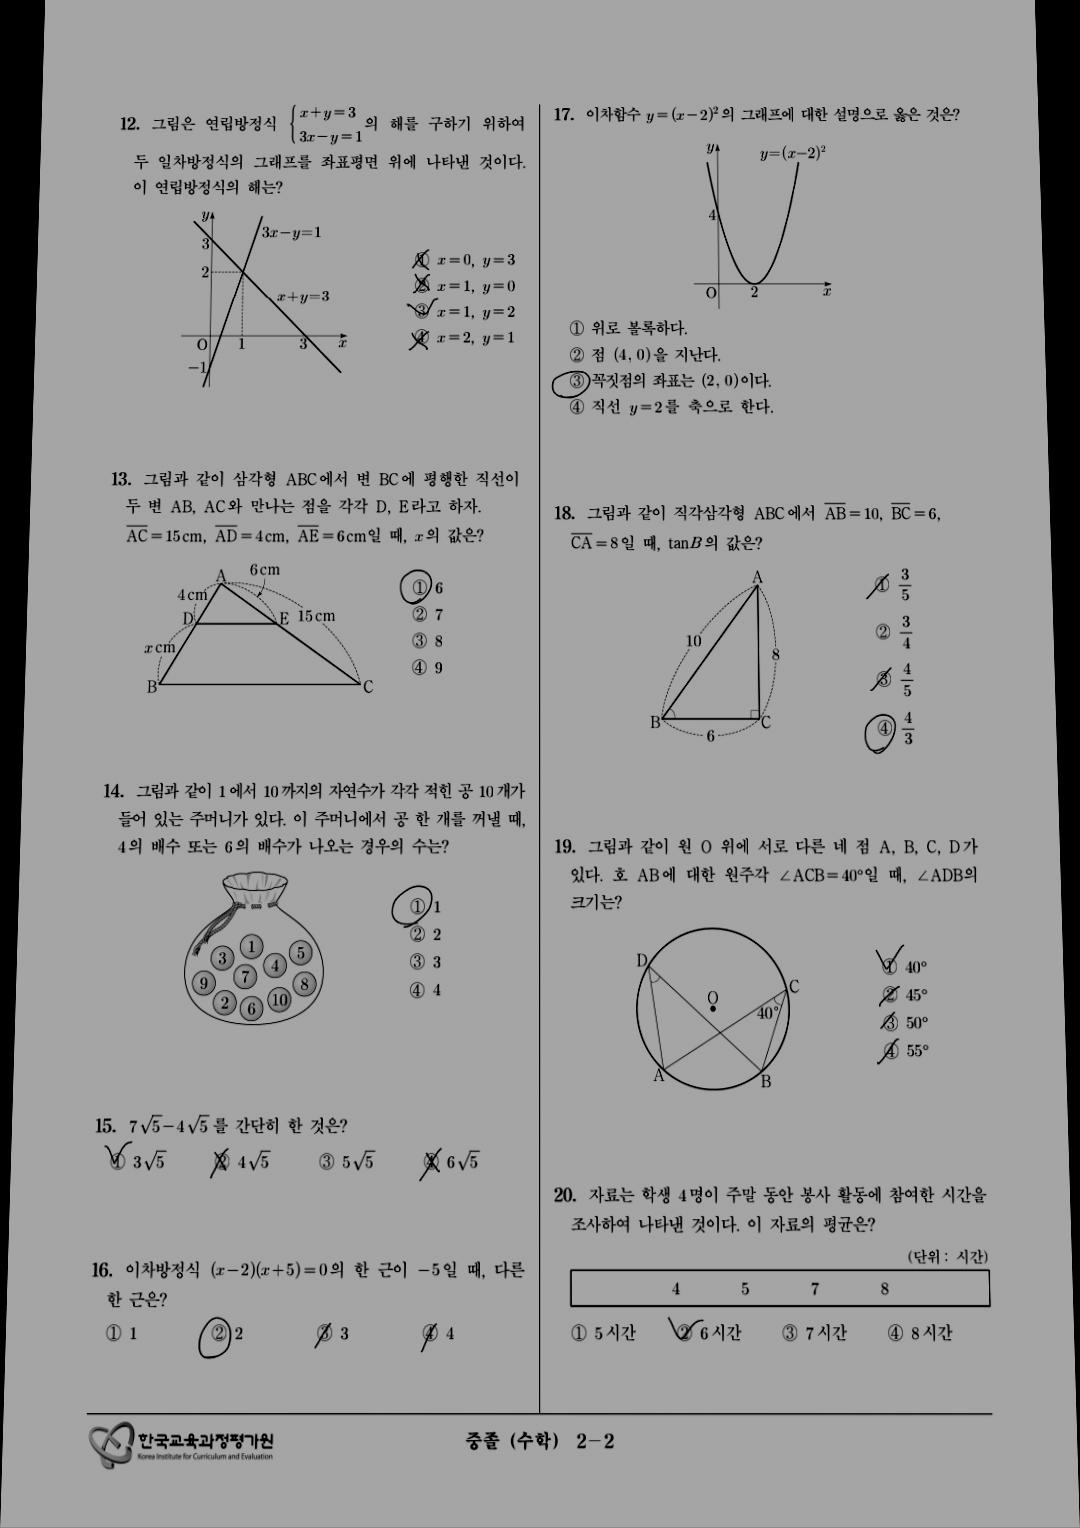 12. 그림은 연립방정식 { x+y=3 3x−y=1 의 해를 구하기 위하여
두 일차방정식의 그래프를 좌표평면 위에 나타낸 것이다.
이 연립방정식의 해는?
y
3
2
O
1
3
x
−1
3x−y=1
x+y=3
① x=0, y=3
② x=1, y=0
③ x=1, y=2
④ x=2, y=1
13. 그림과 같이 삼각형 ABC에서 변 BC에 평행한 직선이
두 변 AB, AC와 만나는 점을 각각 D, E라고 하자.
AC=15cm, AD=4cm, AE=6cm일 때, x의 값은?
A
6cm
4cm
D
E
15cm
xcm
B
C
① 6
② 7
③ 8
④ 9
14. 그림과 같이 1에서 10까지의 자연수가 각각 적힌 공 10개가
들어 있는 주머니가 있다. 이 주머니에서 공 한 개를 꺼낼 때,
4의 배수 또는 6의 배수가 나오는 경우의 수는?
1
3
5
4
7
9
8
2
6
10
① 1
② 2
③ 3
④ 4
15. 7√5−4√5를 간단히 한 것은?
① 3√5 ② 4√5 ③ 5√5 ④ 6√5
16. 이차방정식 (x−2)(x+5)=0의 한 근이 −5일 때, 다른
한 근은?
① 1 ② 2 ③ 3 ④ 4
17. 이차함수 y=(x−2)²의 그래프에 대한 설명으로 옳은 것은?
y
y=(x−2)²
4
O
2
x
① 위로 볼록하다.
② 점 (4, 0)을 지난다.
③ 꼭짓점의 좌표는 (2, 0)이다.
④ 직선 y=2를 축으로 한다.
18. 그림과 같이 직각삼각형 ABC에서 AB=10, BC=6,
CA=8일 때, tanB의 값은?
A
10
8
B
C
6
① 3/5
② 3/4
③ 4/5
④ 4/3
19. 그림과 같이 원 O 위에 서로 다른 네 점 A, B, C, D가
있다. 호 AB에 대한 원주각 ∠ACB=40°일 때, ∠ADB의
크기는?
D
O
C
40°
A
B
① 40°
② 45°
③ 50°
④ 55°
20. 자료는 학생 4명이 주말 동안 봉사 활동에 참여한 시간을
조사하여 나타낸 것이다. 이 자료의 평균은?
(단위 : 시간)
4 5 7 8
① 5시간 ② 6시간 ③ 7시간 ④ 8시간
한국교육과정평가원
Korea Institute for Curriculum and Evaluation
중졸 (수학) 2−2